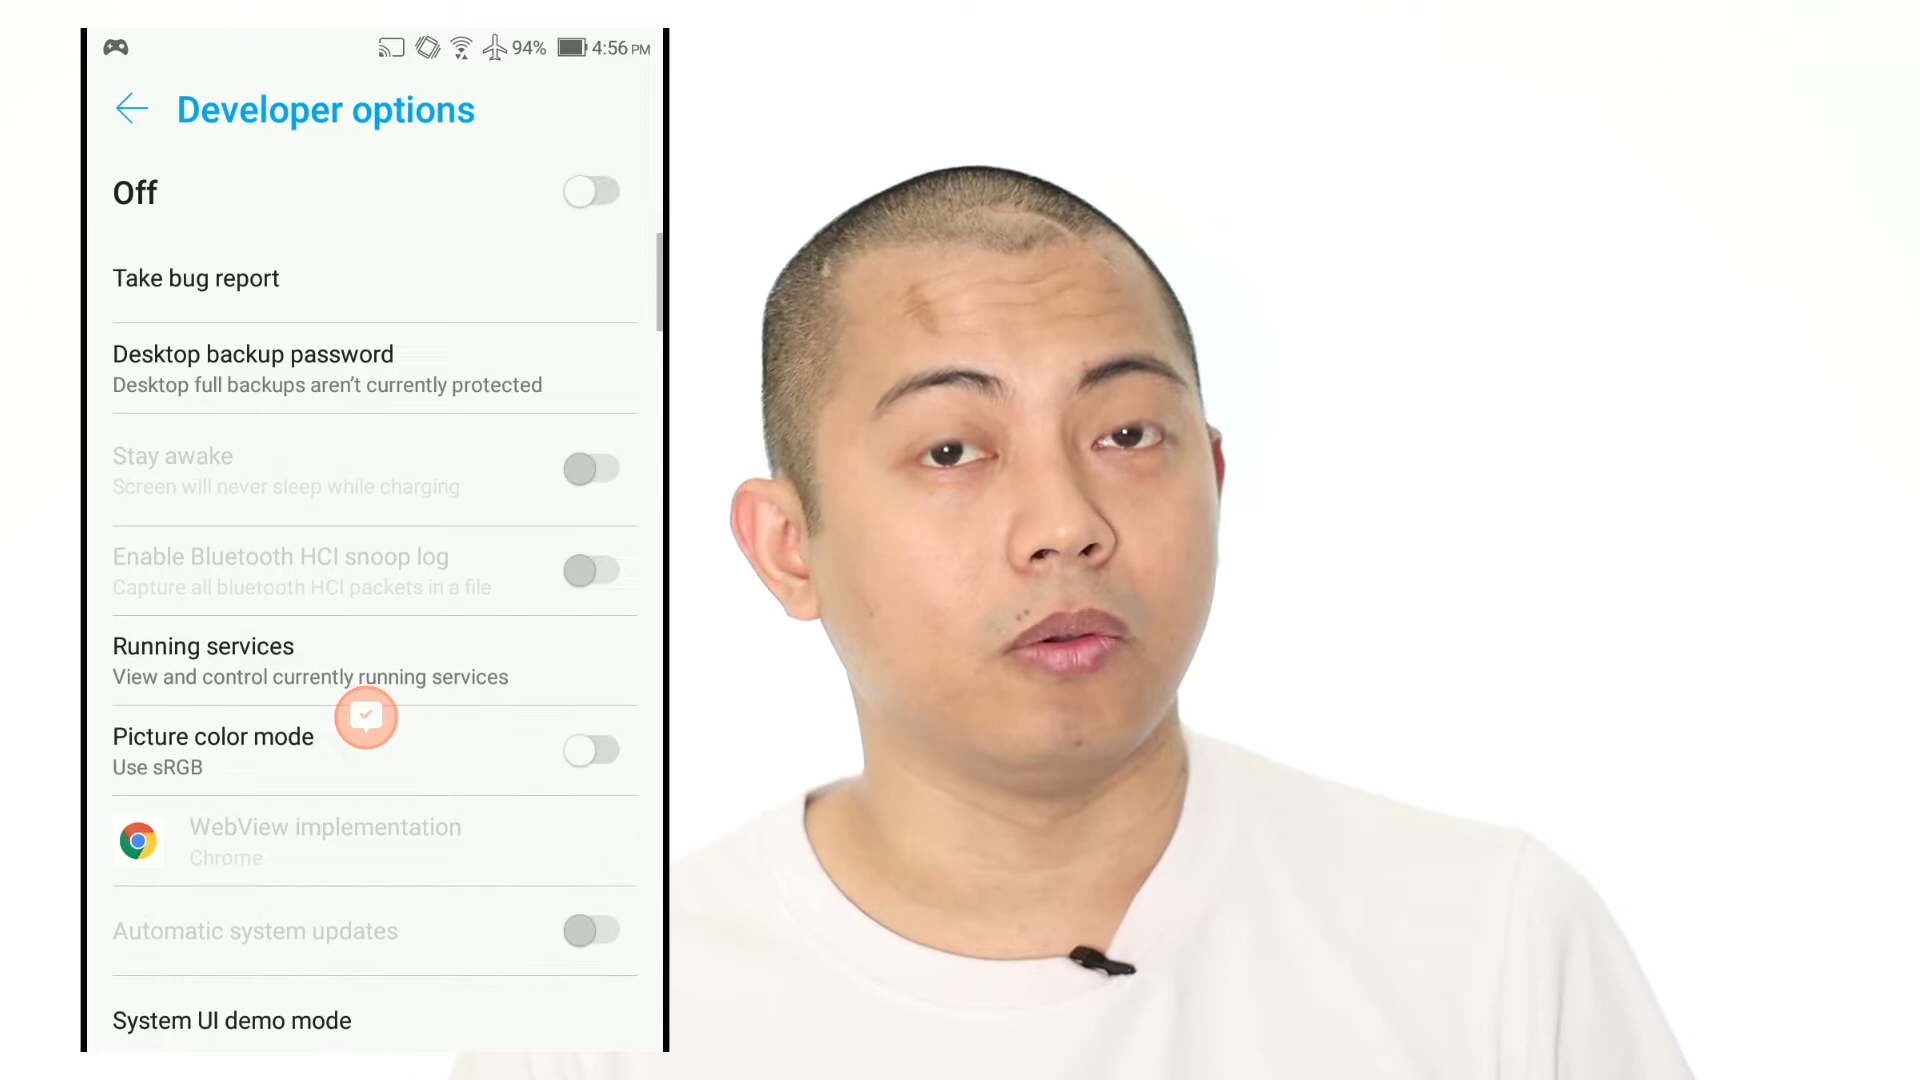 94% 4:56 PM
Developer options
Off
Take bug report
Desktop backup password
Desktop full backups aren't currently protected
Stay awake
Screen will never sleep while charging
Enable Bluetooth HCI snoop log
Capture all bluetooth HCI packets in a file
Running services
View and control currently running services
Picture color mode
Use sRGB
WebView implementation
Chrome
Automatic system updates
System UI demo mode